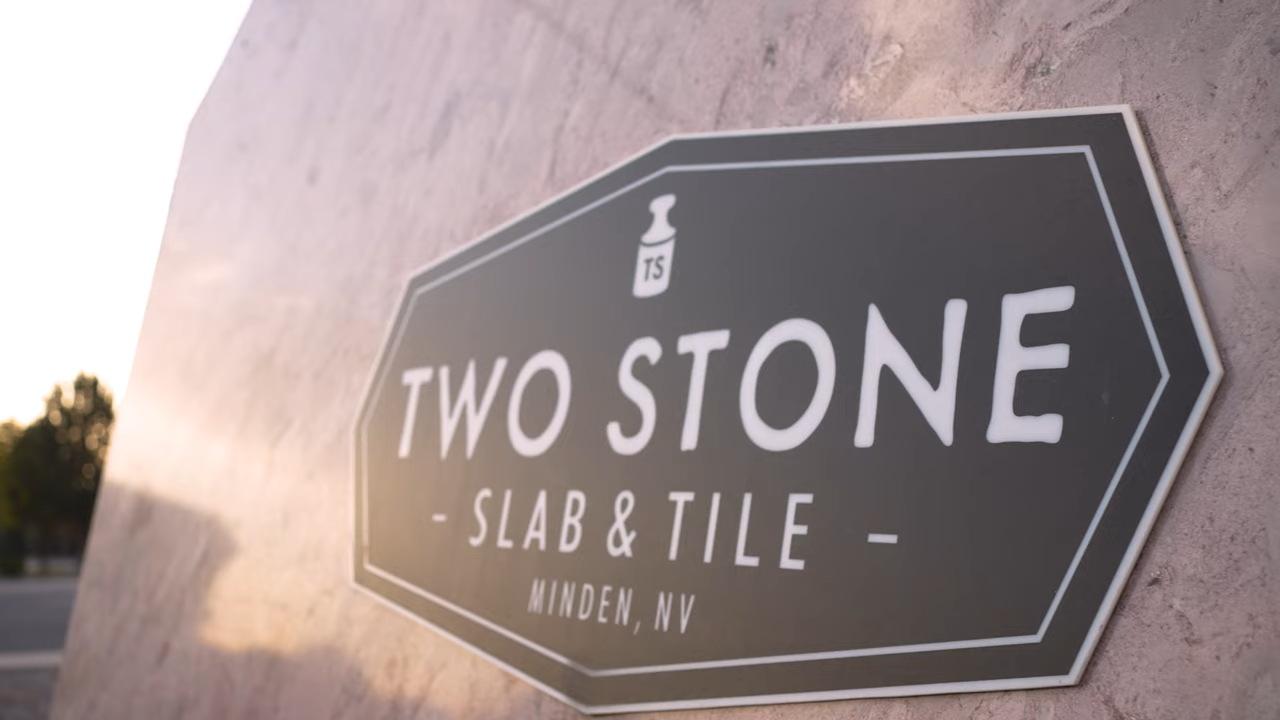 TS
TWO STONE
- SLAB & TILE -
MINDEN, NV